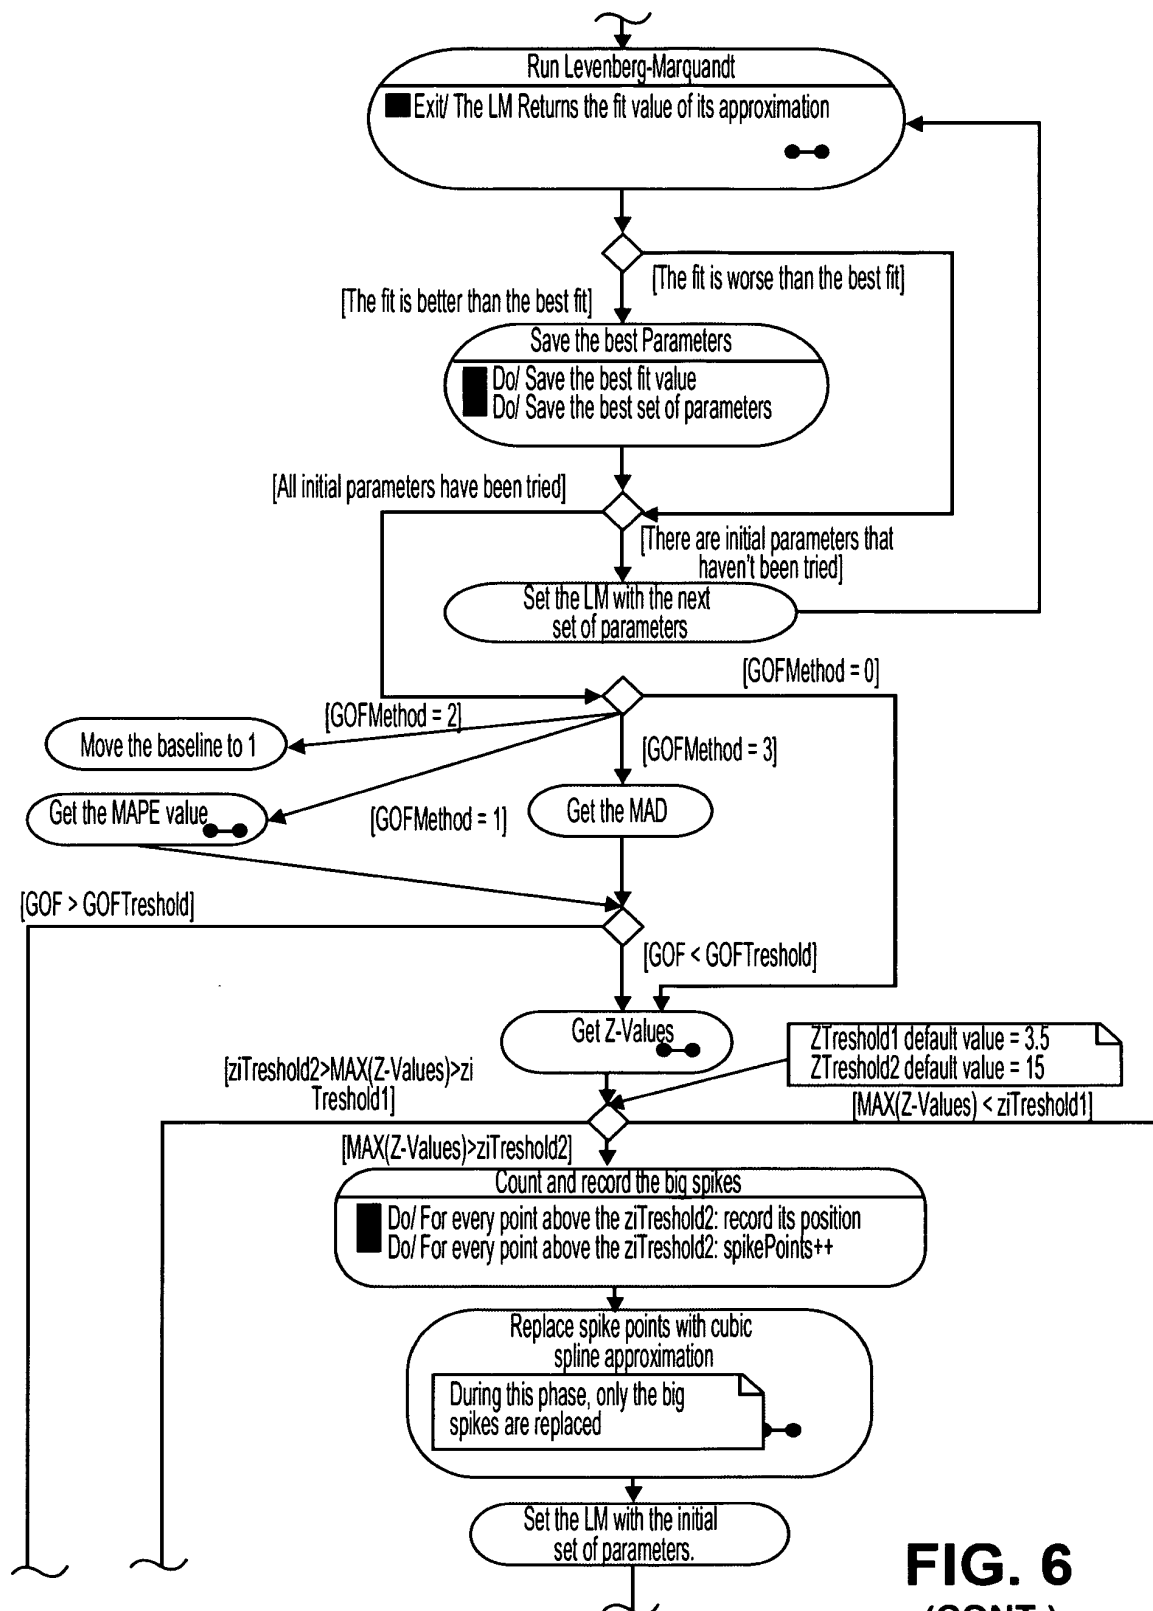 Run Levenberg-Marquandt
Exit/ The LM Returns the fit value of its approximation
[The fit is worse than the best fit]
[The fit is better than the best fit]
Save the best Parameters
Do/ Save the best fit value
Do/ Save the best set of parameters
[All initial parameters have been tried]
[There are initial parameters that
haven't been tried]
Set the LM with the next
set of parameters
[GOFMethod = 0]
[GOFMethod = 2]
Move the baseline to 1
[GOFMethod = 3]
Get the MAPE value
[GOFMethod = 1]
Get the MAD
[GOF > GOFTreshold]
[GOF < GOFTreshold]
Get Z-Values
ZTreshold1 default value = 3.5
ZTreshold2 default value = 15
[ziTreshold2>MAX(Z-Values)>zi
Treshold1]
[MAX(Z-Values) < ziTreshold1]
[MAX(Z-Values)>ziTreshold2]
Count and record the big spikes
Do/ For every point above the ziTreshold2: record its position
Do/ For every point above the ziTreshold2: spikePoints++
Replace spike points with cubic
spline approximation
During this phase, only the big
spikes are replaced
Set the LM with the initial
set of parameters.
FIG. 6
(CONT.)